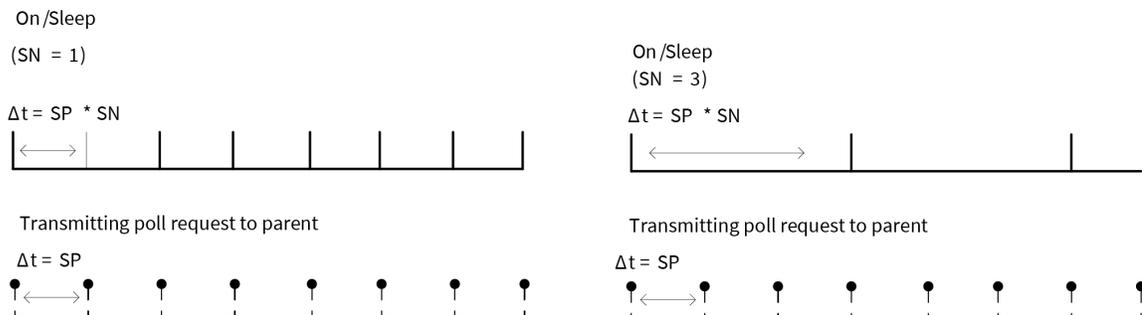 On/Sleep
(SN = 1)
Δt = SP * SN
Transmitting poll request to parent
Δt = SP
On/Sleep
(SN = 3)
Δt = SP * SN
Transmitting poll request to parent
Δt = SP